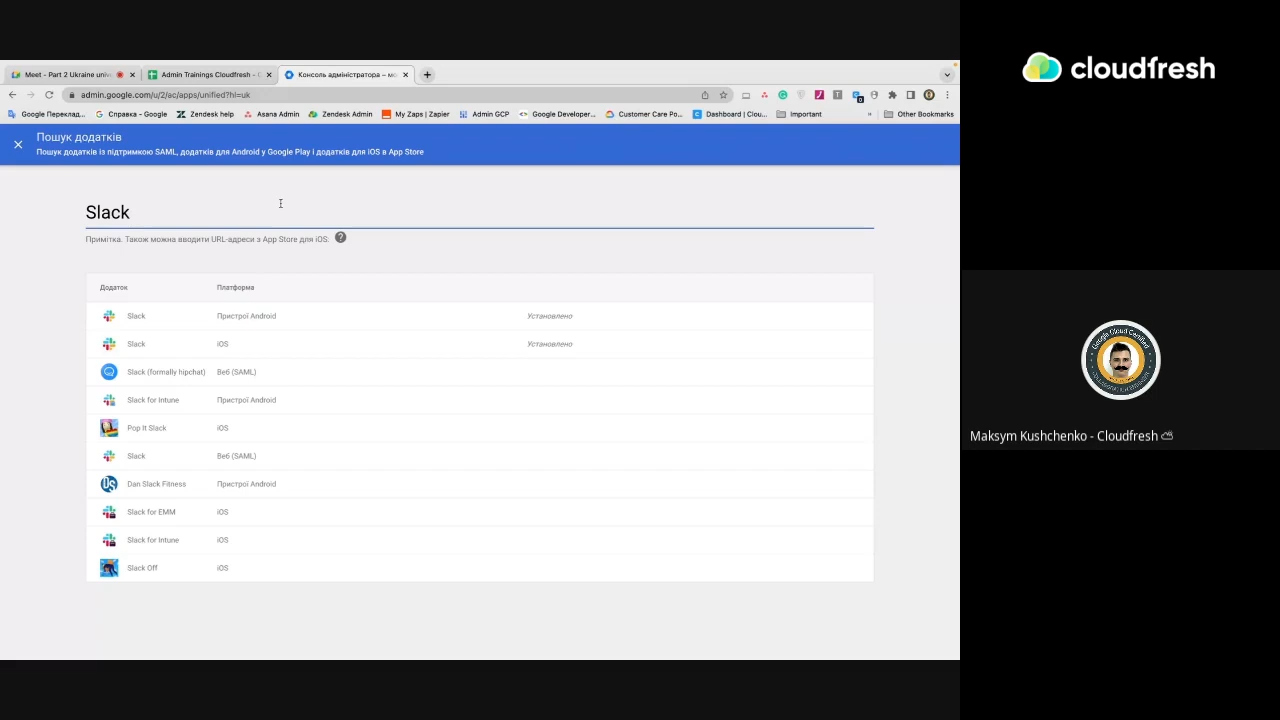 cloudfresh
Meet - Part 2 Ukraine univ
Admin Trainings Cloudfresh -
Консоль адміністратора – мо
admin.google.com/u/2/ac/apps/unified?hl=uk
Google Переклад...
Справка - Google
Zendesk help
Asana Admin
Zendesk Admin
My Zaps | Zapier
Admin GCP
Google Developer...
Customer Care Po...
Dashboard | Clou...
Important
»
Other Bookmarks
Пошук додатків
Пошук додатків із підтримкою SAML, додатків для Android у Google Play і додатків для iOS в App Store
Slack
Примітка. Також можна вводити URL-адреси з App Store для iOS:
Додаток Платформа
Slack Пристрої Android Установлено
Slack iOS Установлено
Slack (formally hipchat) Веб (SAML)
Slack for Intune Пристрої Android
Pop It Slack iOS
Slack Веб (SAML)
Dan Slack Fitness Пристрої Android
Slack for EMM iOS
Slack for Intune iOS
Slack Off iOS
Google Cloud Certified
Maksym Kushchenko - Cloudfresh